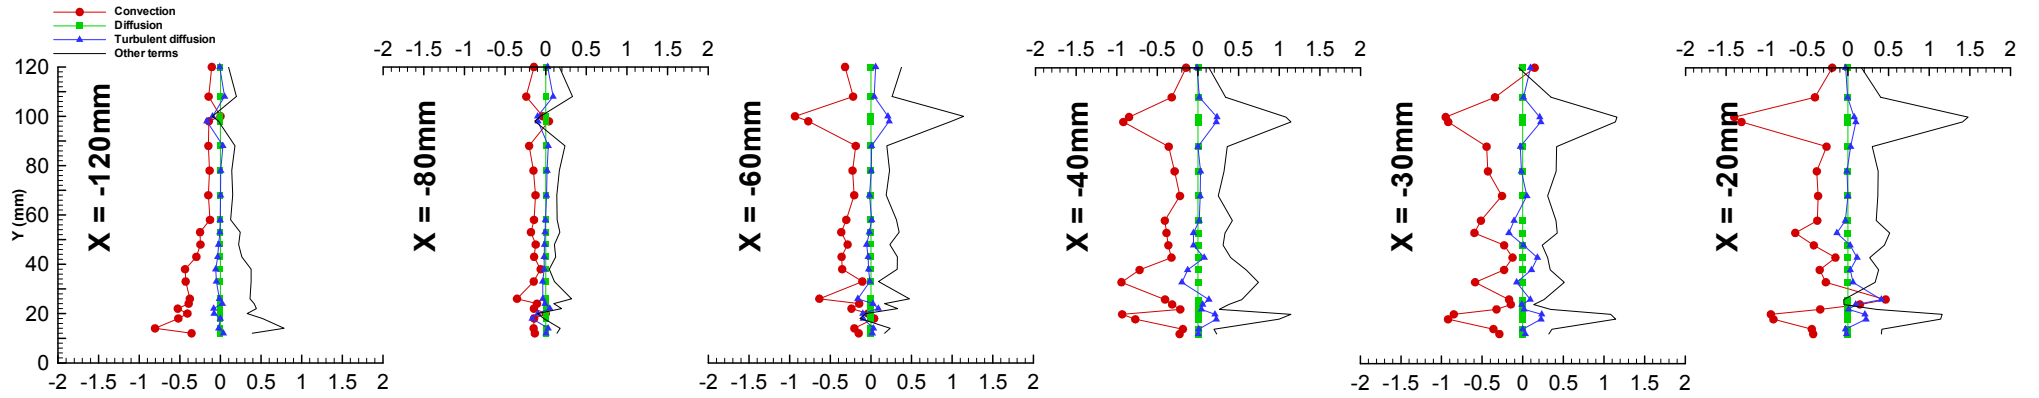 Convection
Diffusion
Turbulent diffusion
Other terms
-2 -1.5 -1 -0.5 0 0.5 1 1.5 2
-2 -1.5 -1 -0.5 0 0.5 1 1.5 2
-2 -1.5 -1 -0.5 0 0.5 1 1.5 2
120
100
80
60
40
20
0
Y (mm)
X = -120mm
X = -80mm
X = -60mm
X = -40mm
X = -30mm
X = -20mm
-2 -1.5 -1 -0.5 0 0.5 1 1.5 2
-2 -1.5 -1 -0.5 0 0.5 1 1.5 2
-2 -1.5 -1 -0.5 0 0.5 1 1.5 2